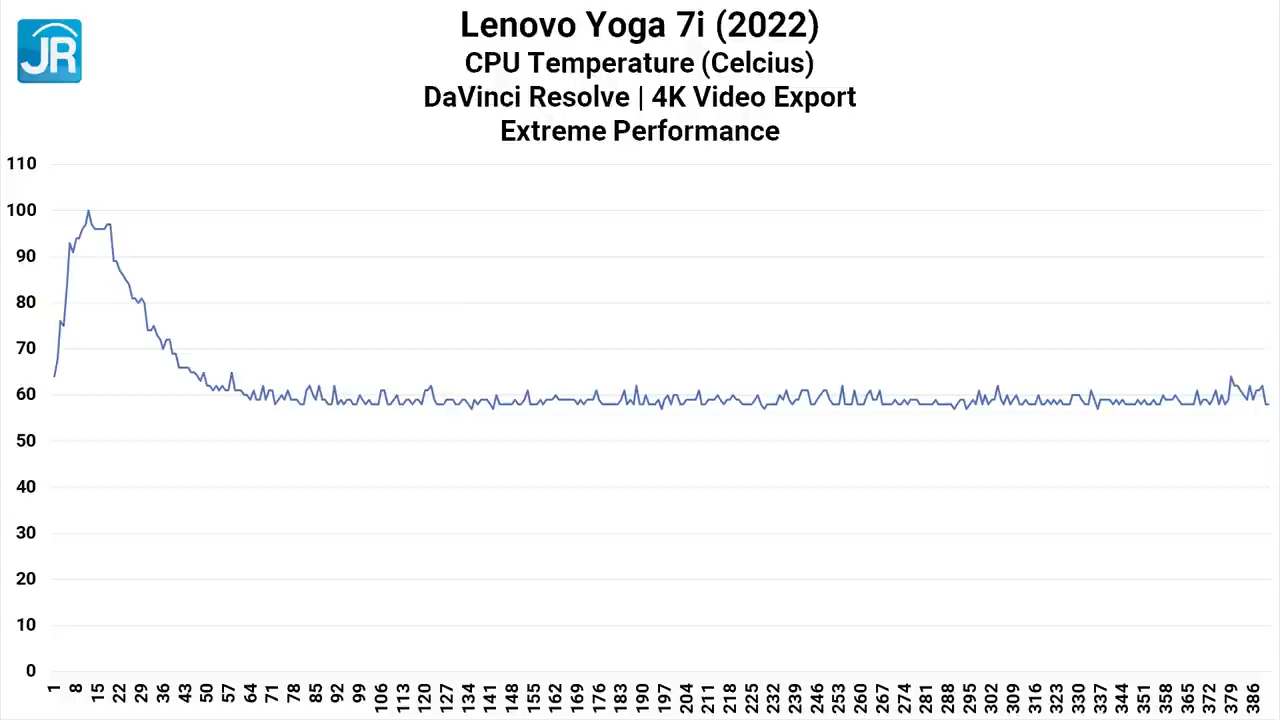 JR
Lenovo Yoga 7i (2022)
CPU Temperature (Celcius)
DaVinci Resolve | 4K Video Export
Extreme Performance
110
100
90
80
70
60
50
40
30
20
10
0
1 8 15 22 29 36 43 50 57 64 71 78 85 92 99 106 113 120 127 134 141 148 155 162 169 176 183 190 197 204 211 218 225 232 239 246 253 260 267 274 281 288 295 302 309 316 323 330 337 344 351 358 365 372 379 386